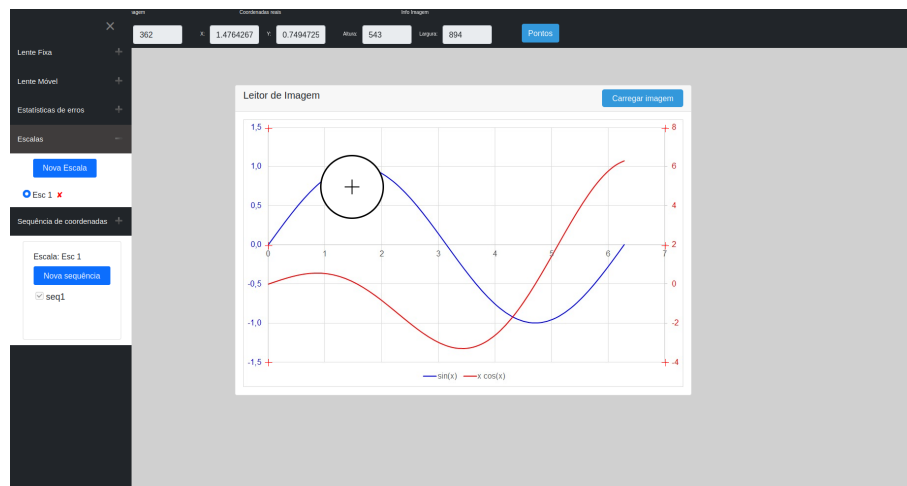 agem Coordenadas reais Info Imagem
362 X: 1.4764267 Y: 0.7494725 Altura: 543 Largura: 894 Pontos
×
Lente Fixa +
Lente Móvel +
Estatísticas de erros +
Escalas −
Nova Escala
Esc 1 ✘
Sequência de coordenadas +
Escala: Esc 1
Nova sequência
seq1
Leitor de Imagem Carregar imagem
1,5 8
1,0 6
0,5 4
0,0 2
0 1 2 3 4 5 6 7
-0,5 0
-1,0 -2
-1,5 -4
sin(x) x cos(x)